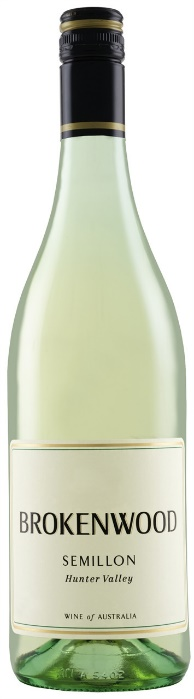 BROKENWOOD
SEMILLON
Hunter Valley
WINE of AUSTRALIA